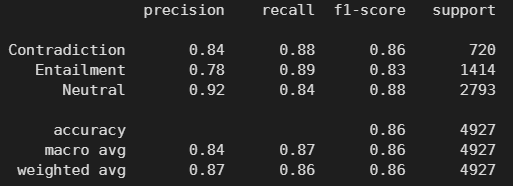 precision recall f1-score support
Contradiction 0.84 0.88 0.86 720
Entailment 0.78 0.89 0.83 1414
Neutral 0.92 0.84 0.88 2793
accuracy 0.86 4927
macro avg 0.84 0.87 0.86 4927
weighted avg 0.87 0.86 0.86 4927